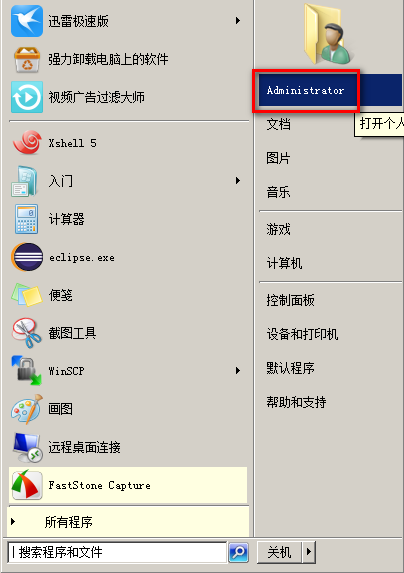 迅雷极速版
强力卸载电脑上的软件
视频广告过滤大师
Xshell 5
入门
计算器
eclipse.exe
便笺
截图工具
WinSCP
画图
远程桌面连接
FastStone Capture
所有程序
搜索程序和文件
Administrator
打开个人
文档
图片
音乐
游戏
计算机
控制面板
设备和打印机
默认程序
帮助和支持
关机